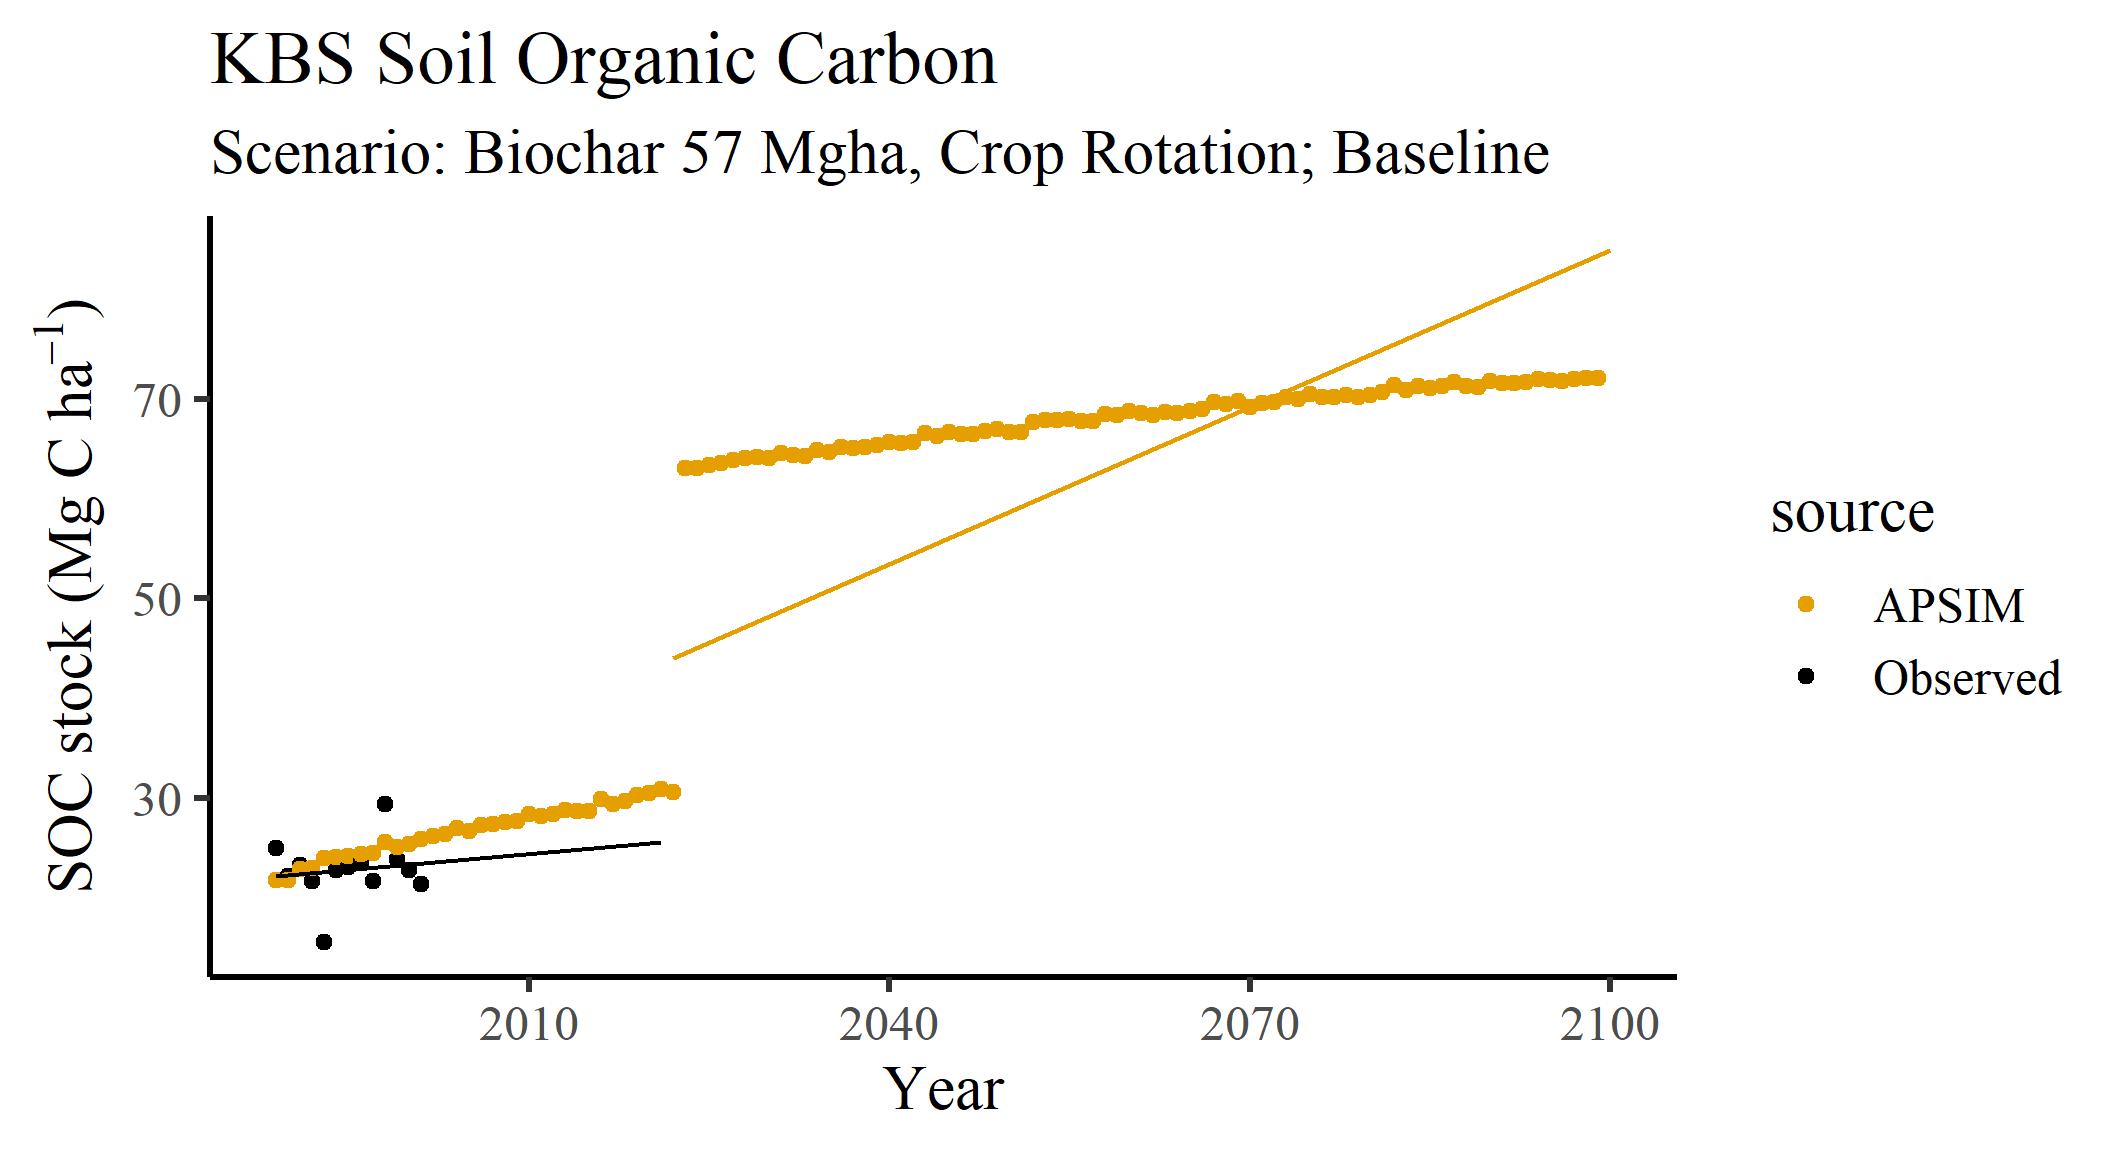 KBS Soil Organic Carbon
Scenario: Biochar 57 Mgha, Crop Rotation; Baseline
SOC stock (Mg C ha⁻¹)
70
50
30
2010
2040
2070
2100
Year
source
APSIM
Observed